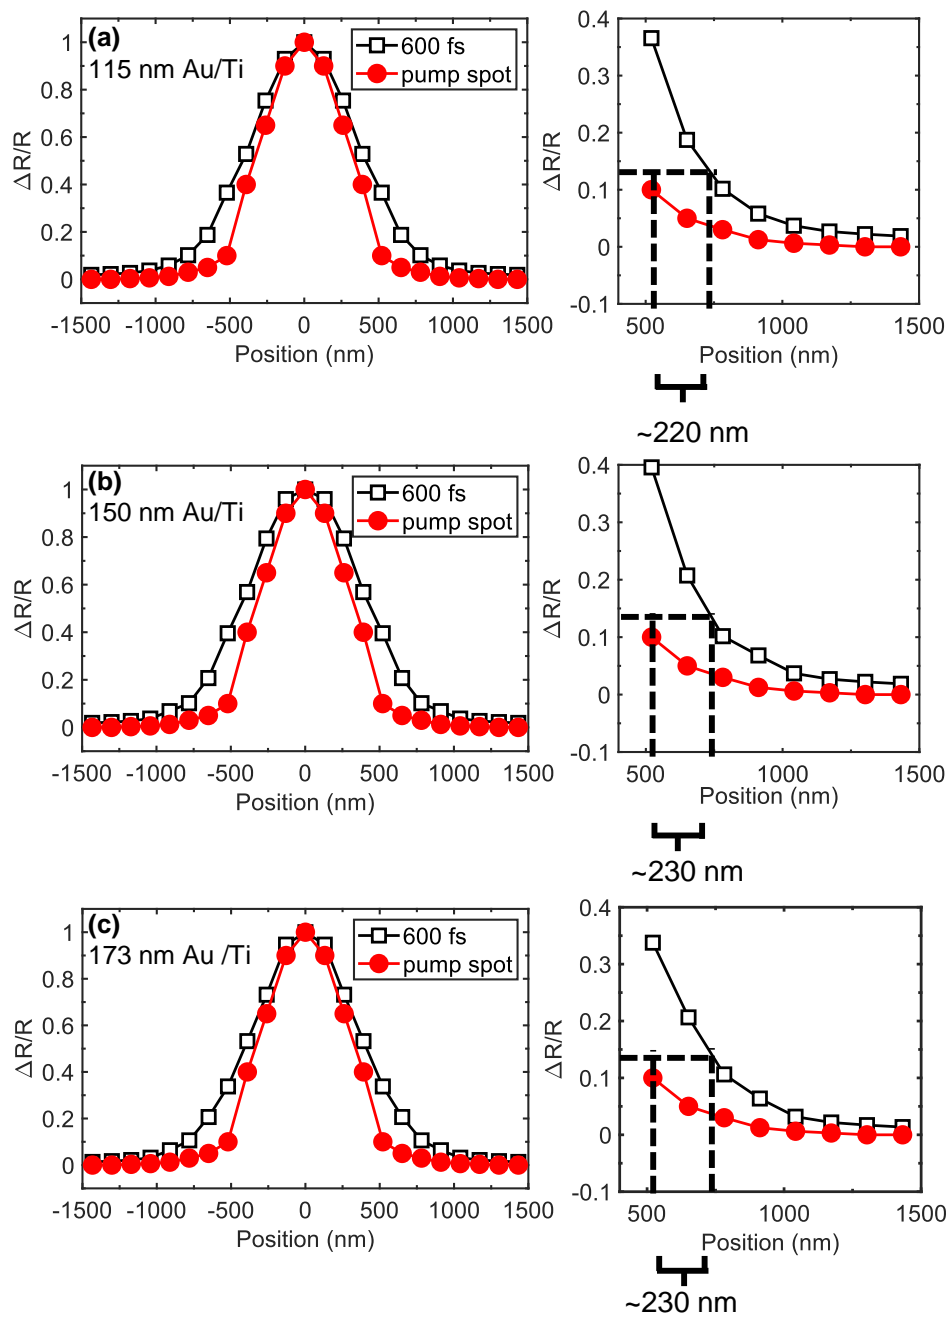 (a)
115 nm Au/Ti
600 fs
pump spot
ΔR/R
1
0.8
0.6
0.4
0.2
0
-1500 -1000 -500 0 500 1000 1500
Position (nm)
ΔR/R
0.4
0.3
0.2
0.1
0
-0.1
500 1000 1500
Position (nm)
~220 nm
(b)
150 nm Au/Ti
600 fs
pump spot
ΔR/R
1
0.8
0.6
0.4
0.2
0
-1500 -1000 -500 0 500 1000 1500
Position (nm)
ΔR/R
0.4
0.3
0.2
0.1
0
-0.1
500 1000 1500
Position (nm)
~230 nm
(c)
173 nm Au /Ti
600 fs
pump spot
ΔR/R
1
0.8
0.6
0.4
0.2
0
-1500 -1000 -500 0 500 1000 1500
Position (nm)
ΔR/R
0.4
0.3
0.2
0.1
0
-0.1
500 1000 1500
Position (nm)
~230 nm